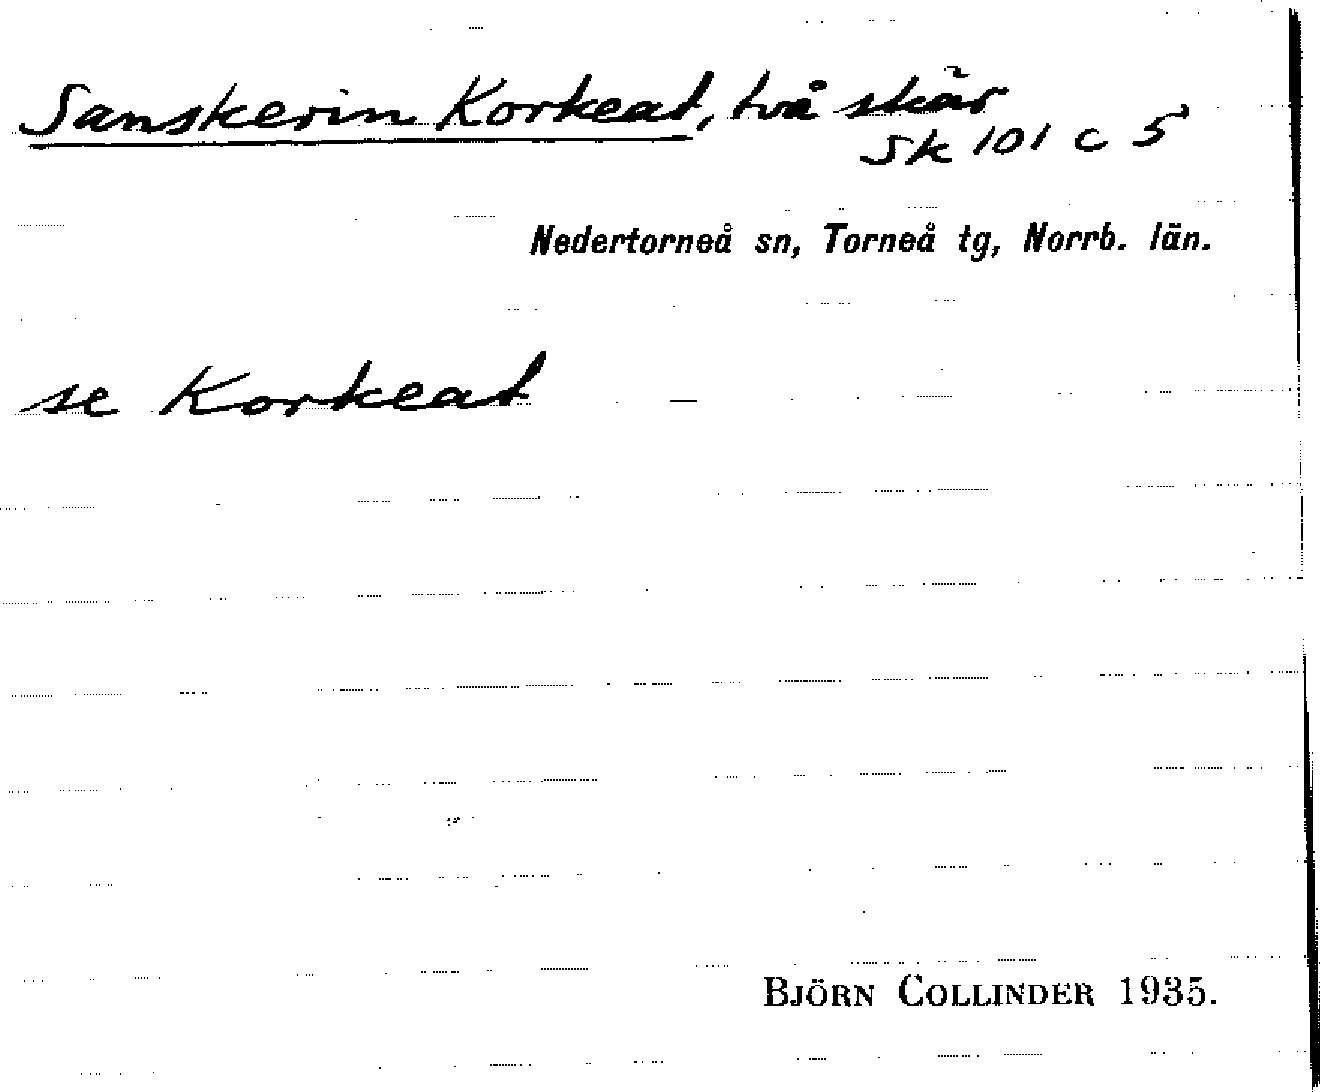 Sanskerin Korkeat, två skär
Sk 101 c 5
Nedertorneå sn, Torneå tg, Norrb. län.
se Korkeat
BJÖRN COLLINDER 1935.